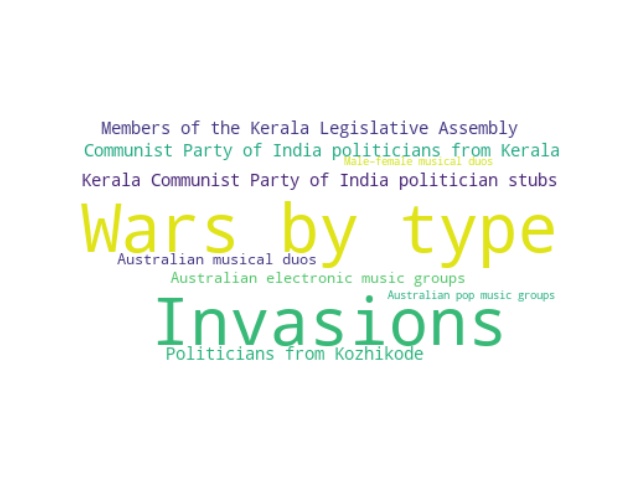 Members of the Kerala Legislative Assembly
Communist Party of India politicians from Kerala
Male-female musical duos
Kerala Communist Party of India politician stubs
Wars by type
Australian musical duos
Australian electronic music groups
Australian pop music groups
Invasions
Politicians from Kozhikode